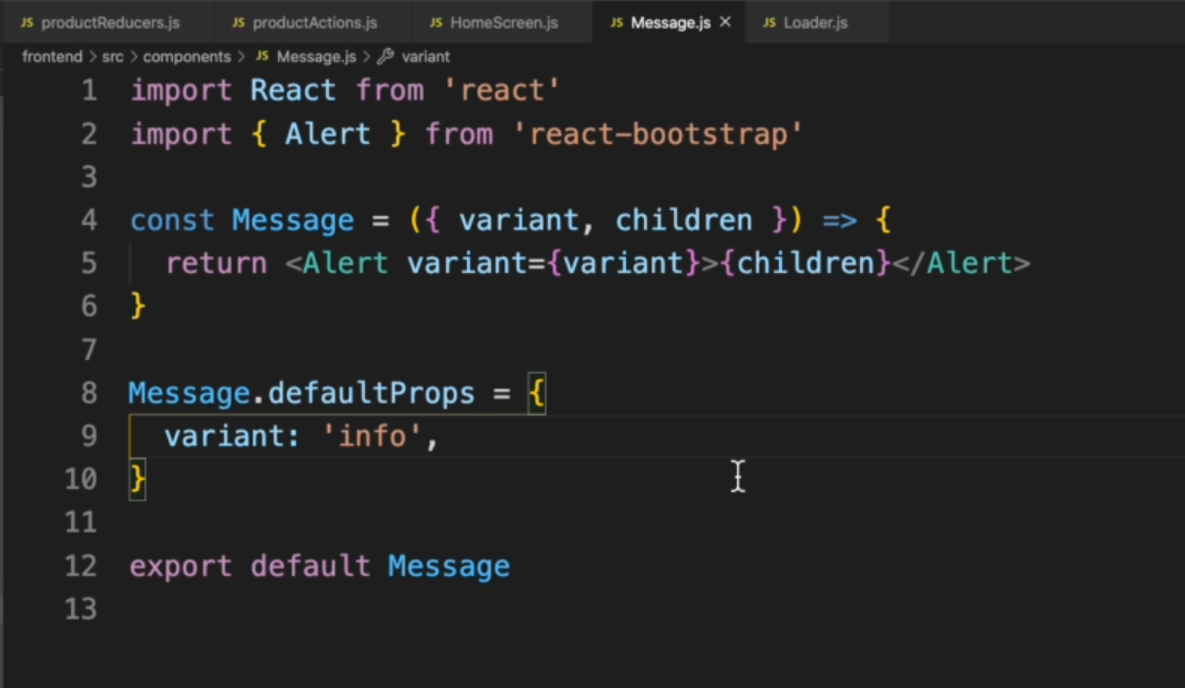 JS productReducers.js JS productActions.js JS HomeScreen.js JS Message.js × JS Loader.js
frontend > src > components > JS Message.js > variant
1 import React from 'react'
2 import { Alert } from 'react-bootstrap'
3
4 const Message = ({ variant, children }) => {
5   return <Alert variant={variant}>{children}</Alert>
6 }
7
8 Message.defaultProps = {
9   variant: 'info',
10 }
11
12 export default Message
13